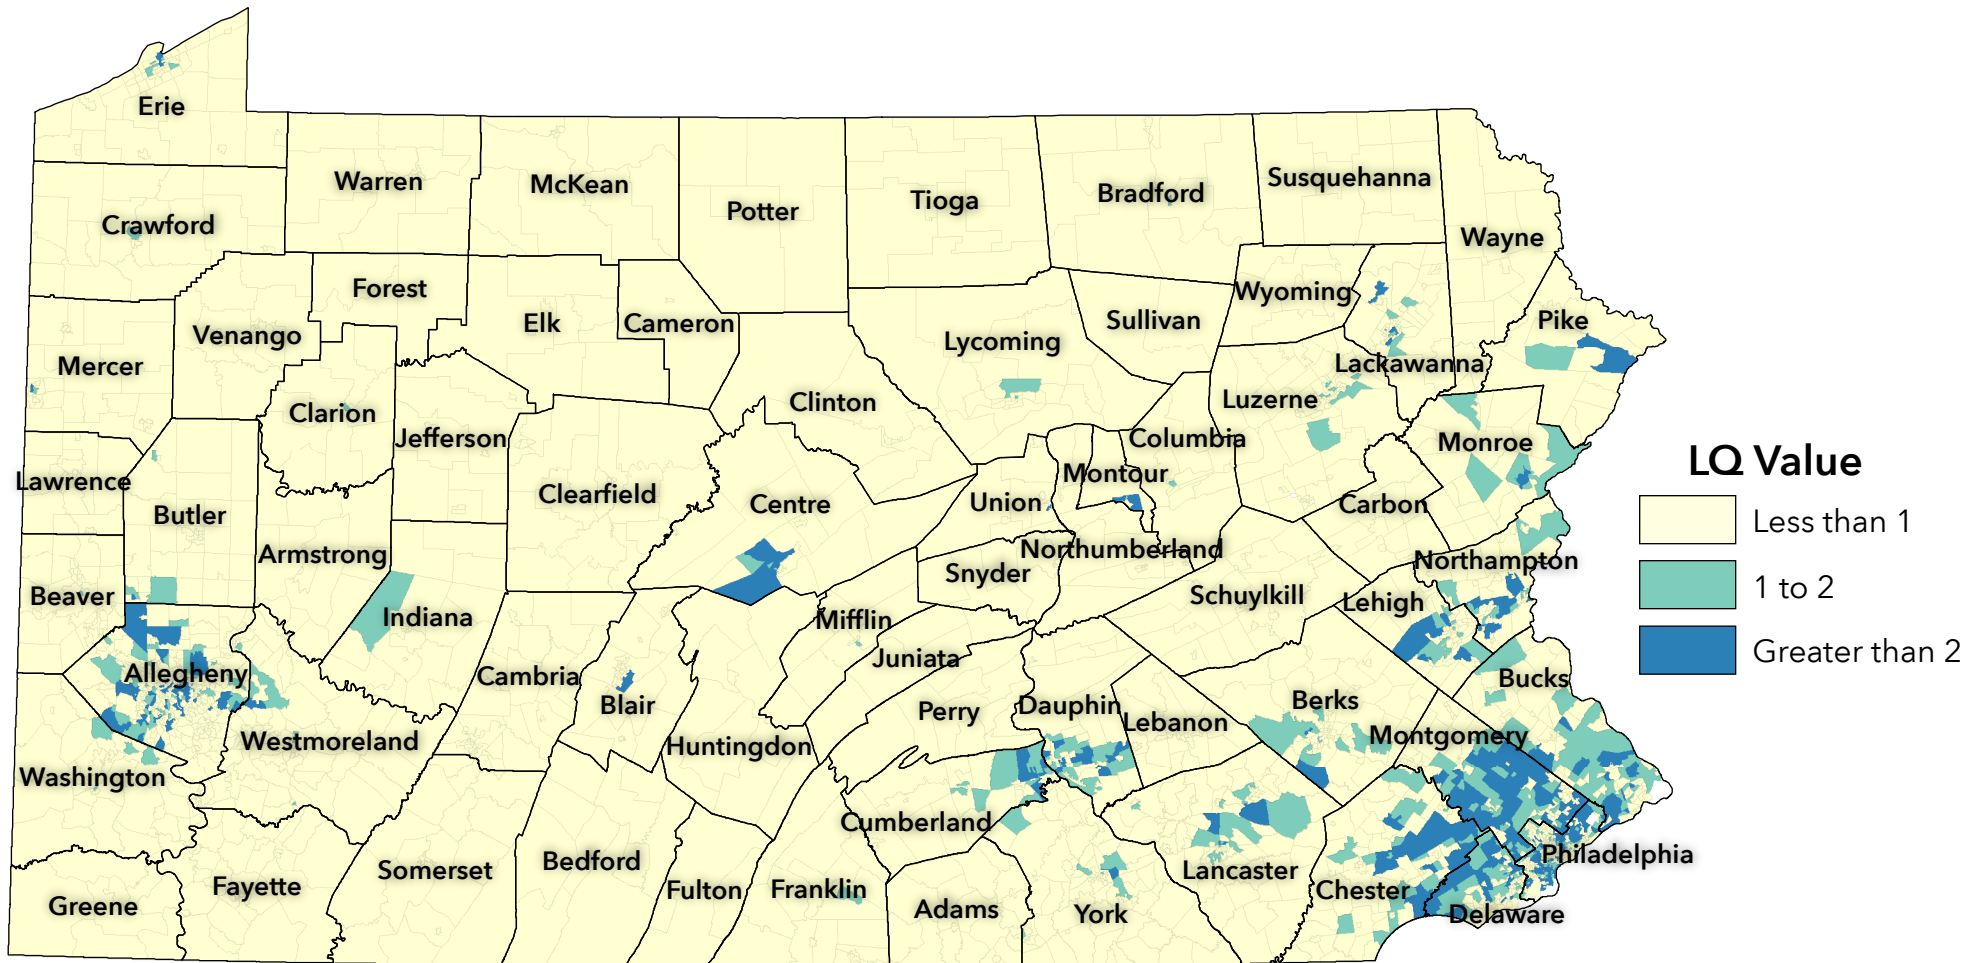 Erie
Warren
McKean
Potter
Tioga
Bradford
Susquehanna
Wayne
Crawford
Forest
Elk
Cameron
Venango
Mercer
Clarion
Jefferson
Clinton
Lycoming
Sullivan
Wyoming
Lackawanna
Pike
Luzerne
Columbia
Montour
Monroe
Lawrence
Butler
Clearfield
Centre
Union
Carbon
Armstrong
Northumberland
Snyder
Northampton
Beaver
Indiana
Mifflin
Schuylkill
Lehigh
Allegheny
Cambria
Blair
Juniata
Perry
Dauphin
Lebanon
Berks
Bucks
Montgomery
Westmoreland
Huntingdon
Washington
Cumberland
Philadelphia
Greene
Fayette
Somerset
Bedford
Fulton
Franklin
Adams
York
Lancaster
Chester
Delaware
LQ Value
Less than 1
1 to 2
Greater than 2